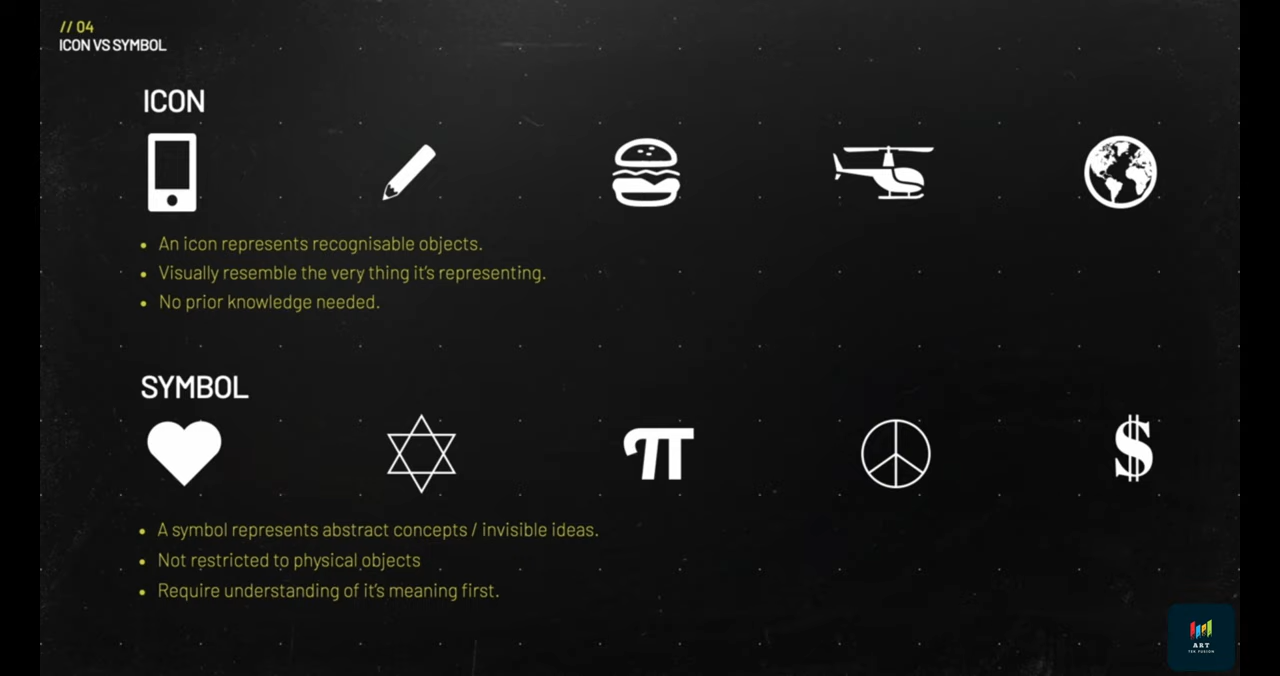 // 04
ICON VS SYMBOL
ICON
• An icon represents recognisable objects.
• Visually resemble the very thing it's representing.
• No prior knowledge needed.
SYMBOL
π
$
• A symbol represents abstract concepts / invisible ideas.
• Not restricted to physical objects
• Require understanding of it's meaning first.
ART